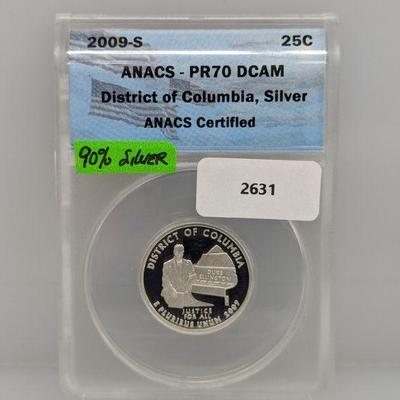 2009-S 25C
ANACS - PR70 DCAM
District of Columbia, Silver
ANACS Certified
90% SILVER
2631
DISTRICT OF COLUMBIA
DUKE
ELLINGTON
JUSTICE
FOR ALL
E PLURIBUS UNUM 2009